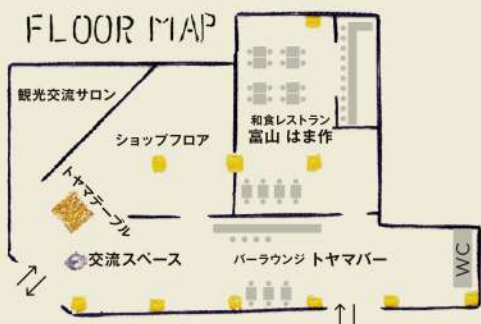 FLOOR MAP
観光交流サロン
ショップフロア
和食レストラン
富山 はま作
トヤマテーブル
交流スペース
バーラウンジ トヤマバー
WC